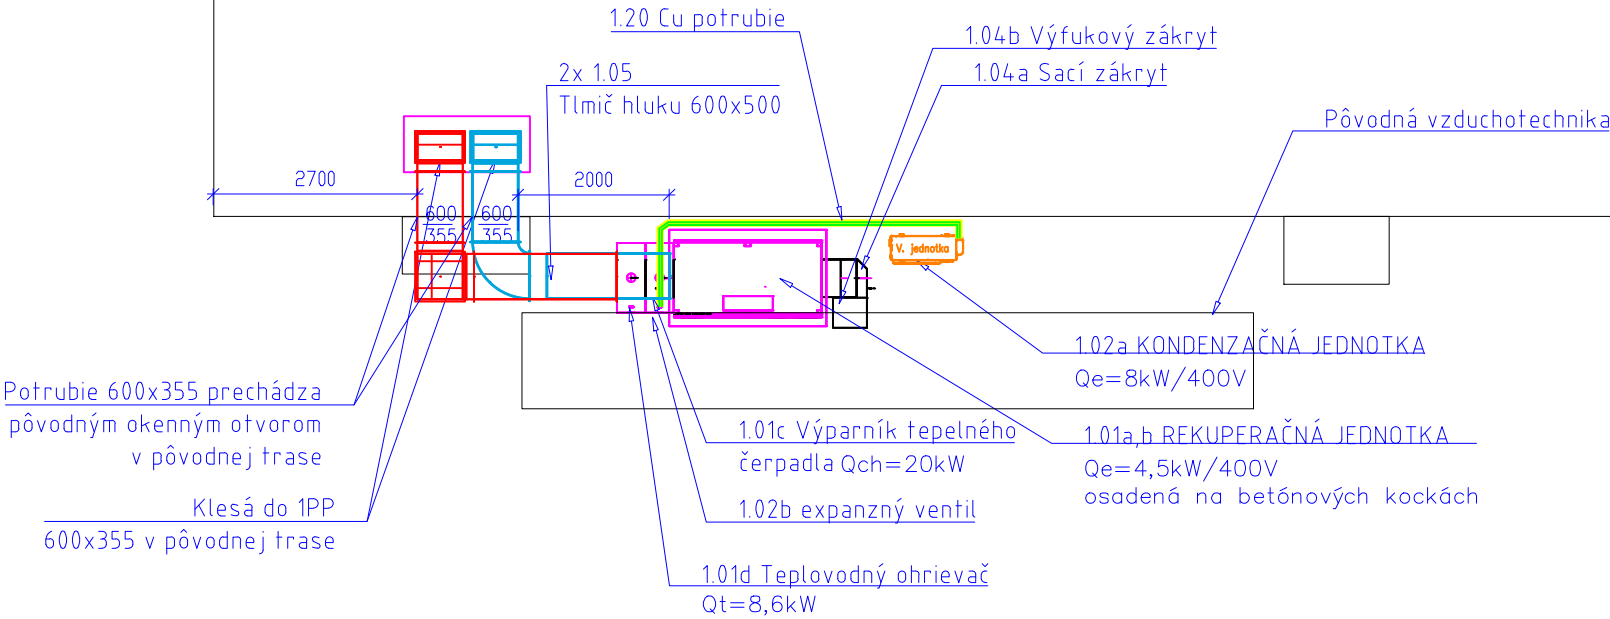 1.20 Cu potrubie
1.04b Výfukový zákryt
2x 1.05
1.04a Sací zákryt
Tlmič hluku 600x500
Pôvodná vzduchotechnika
2700
2000
600
355
600
355
V. jednotka
1.02a KONDENZAČNÁ JEDNOTKA
Qe=8kW/400V
Potrubie 600x355 prechádza
pôvodným okenným otvorom
v pôvodnej trase
1.01c Výparník tepelného
čerpadla Qch=20kW
1.01a,b REKUPERAČNÁ JEDNOTKA
Qe=4,5kW/400V
osadená na betónových kockách
Klesá do 1PP
600x355 v pôvodnej trase
1.02b expanzný ventil
1.01d Teplovodný ohrievač
Qt=8,6kW